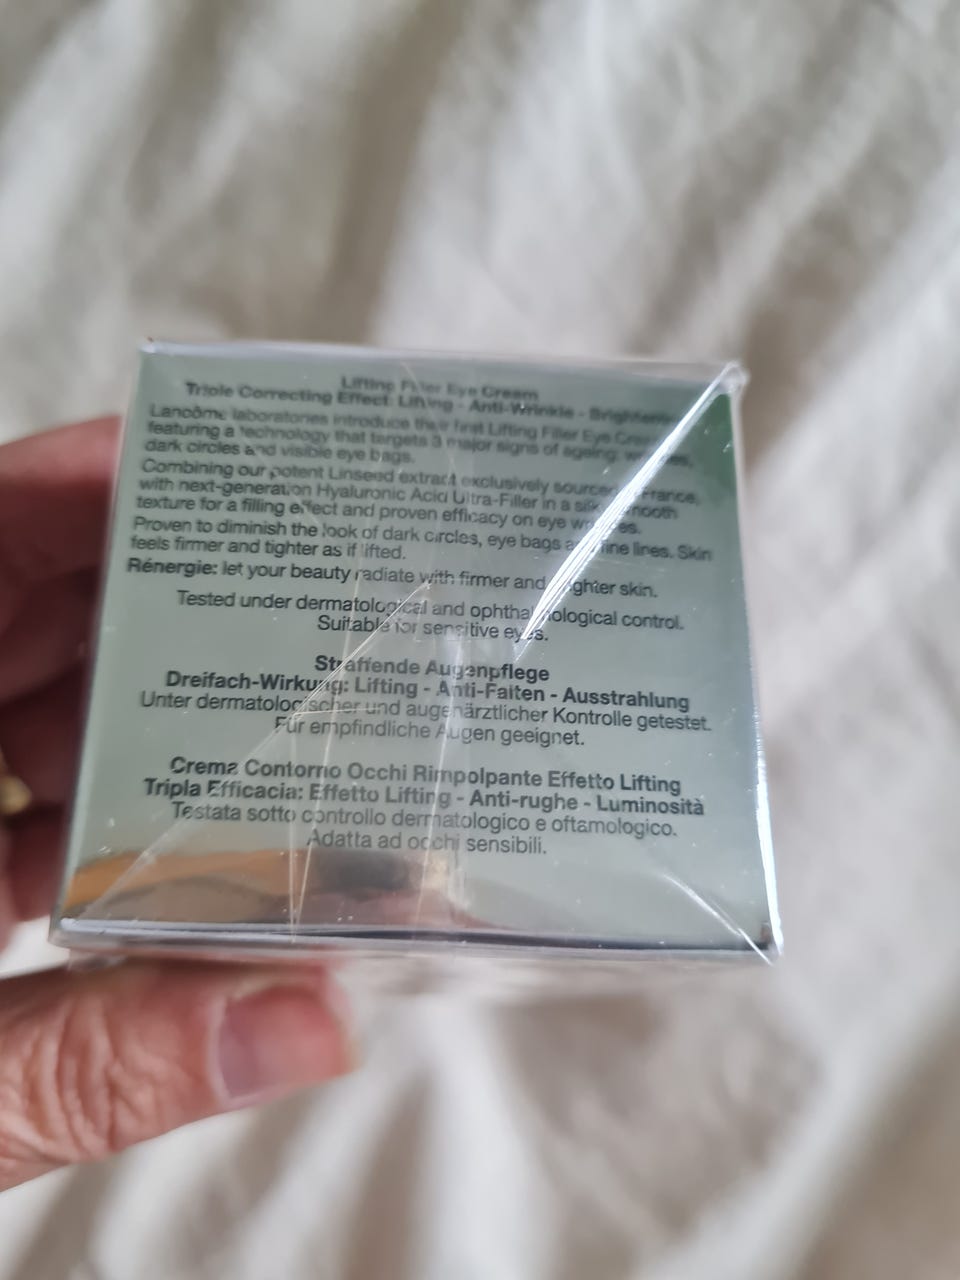 Lifting Filler Eye Cream
Triple Correcting Effect: Lifting - Anti-Wrinkle - Brightening
Lancôme laboratories introduce their first Lifting Filler Eye Cream
featuring a technology that targets 3 major signs of ageing: wrinkles,
dark circles and visible eye bags.
Combining our potent Linseed extract exclusively sourced France,
with next-generation Hyaluronic Acid Ultra-Filler in a silky smooth
texture for a filling effect and proven efficacy on eye wrinkles.
Proven to diminish the look of dark circles, eye bags and fine lines. Skin
feels firmer and tighter as if lifted.
Rénergie: let your beauty radiate with firmer and skin.
Tested under dermatological and ophthalmological control.
Suitable for sensitive eyes.
Straffende Augenpflege
Dreifach-Wirkung: Lifting - Anti-Falten - Ausstrahlung
Unter dermatologischer und augenärztlicher Kontrolle getestet.
Für empfindliche Augen geeignet.
Crema Contorno Occhi Rimpolpante Effetto Lifting
Tripla Efficacia: Effetto Lifting - Anti-rughe - Luminosità
Testata sotto controllo dermatologico e oftamologico.
Adatta ad occhi sensibili.